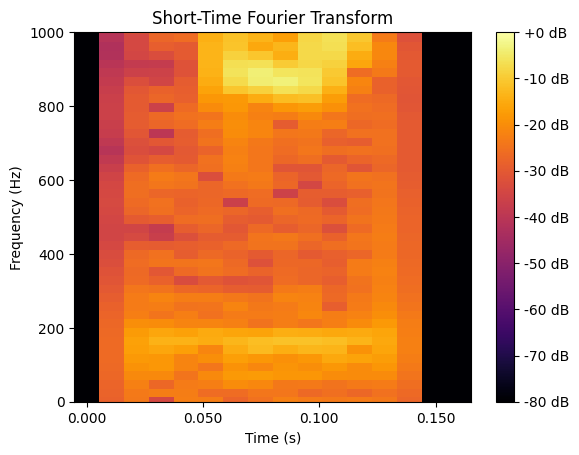 Short-Time Fourier Transform
Frequency (Hz)
1000
800
600
400
200
0
0.000
0.050
0.100
0.150
Time (s)
+0 dB
-10 dB
-20 dB
-30 dB
-40 dB
-50 dB
-60 dB
-70 dB
-80 dB